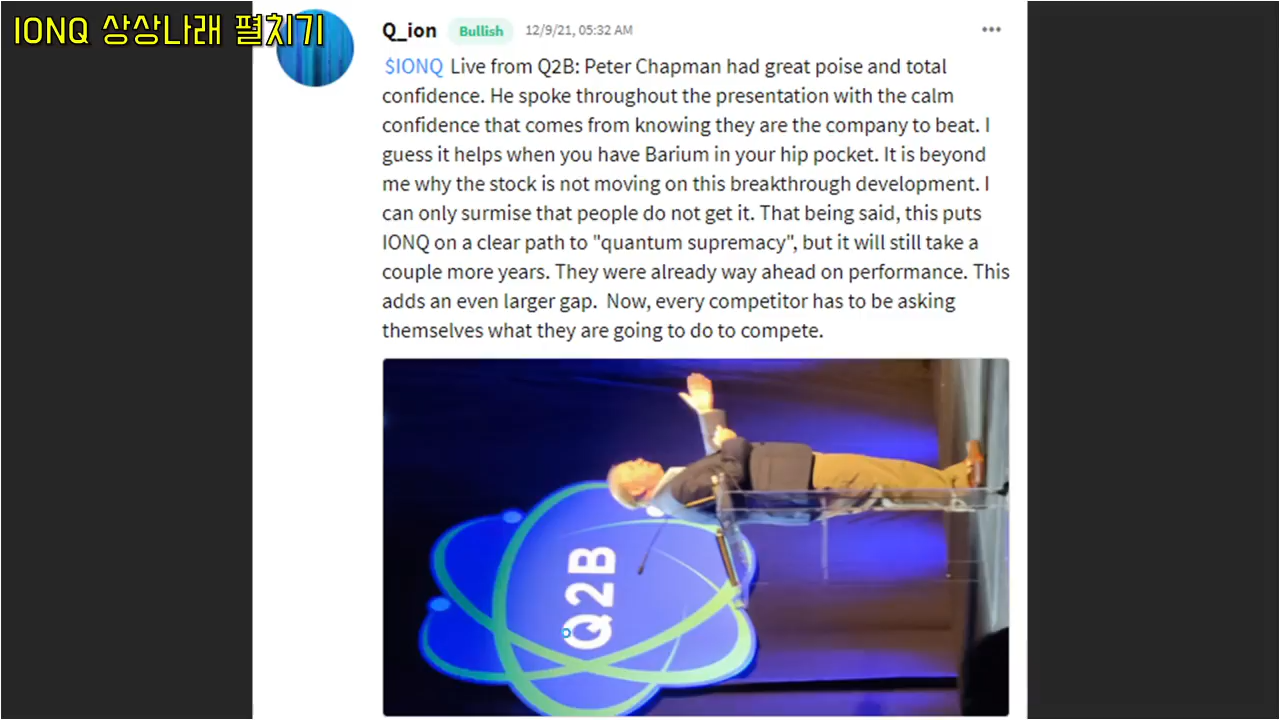 IONQ 상상나래 펼치기
Q_ion Bullish 12/9/21, 05:32 AM
$IONQ Live from Q2B: Peter Chapman had great poise and total
confidence. He spoke throughout the presentation with the calm
confidence that comes from knowing they are the company to beat. I
guess it helps when you have Barium in your hip pocket. It is beyond
me why the stock is not moving on this breakthrough development. I
can only surmise that people do not get it. That being said, this puts
IONQ on a clear path to "quantum supremacy", but it will still take a
couple more years. They were already way ahead on performance. This
adds an even larger gap.  Now, every competitor has to be asking
themselves what they are going to do to compete.
Q2B